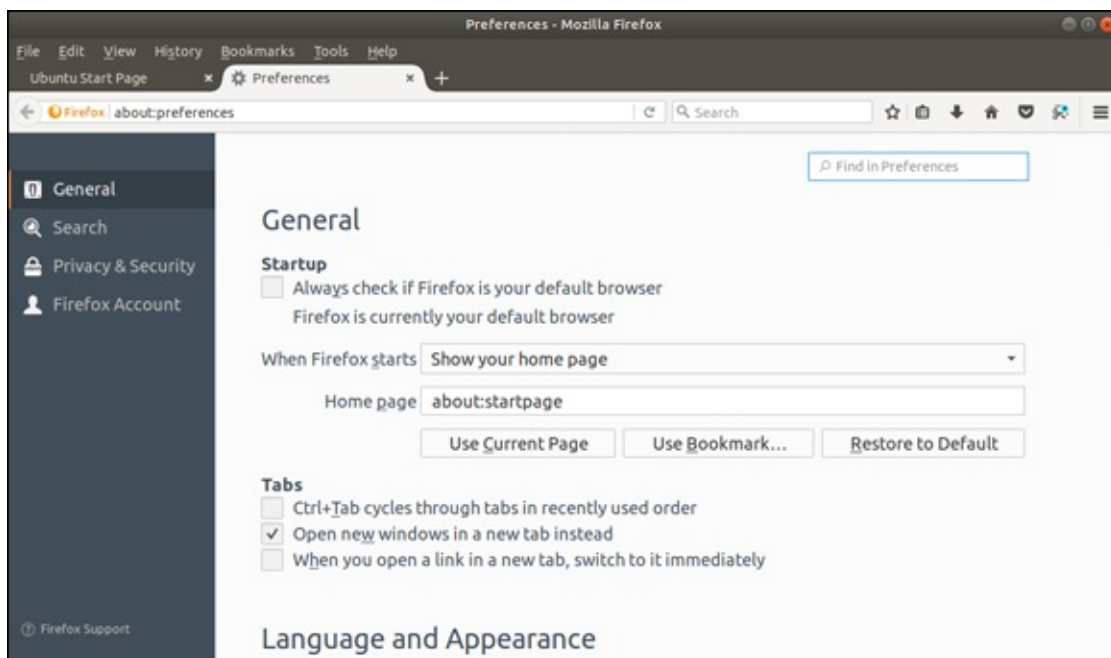 Preferences - Mozilla Firefox
File Edit View History Bookmarks Tools Help
Ubuntu Start Page
Preferences
Firefox about:preferences
Search
Find in Preferences
General
Search
Privacy & Security
Firefox Account
Firefox Support
General
Startup
Always check if Firefox is your default browser
Firefox is currently your default browser
When Firefox starts Show your home page
Home page about:startpage
Use Current Page Use Bookmark... Restore to Default
Tabs
Ctrl+Tab cycles through tabs in recently used order
Open new windows in a new tab instead
When you open a link in a new tab, switch to it immediately
Language and Appearance